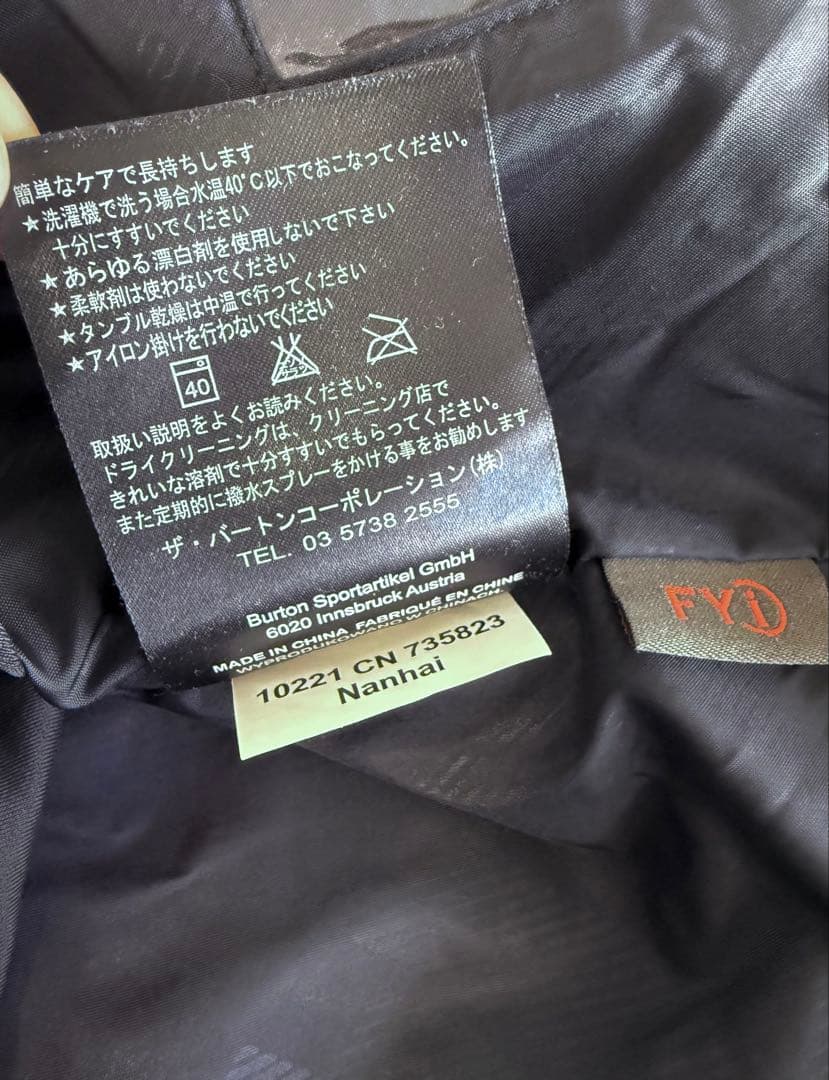 簡単なケアで長持ちします
★洗濯機で洗う場合水温40°C以下でおこなってください。
十分にすすいでください
★あらゆる漂白剤を使用しないで下さい
★柔軟剤は使わないでください
★タンブル乾燥は中温で行ってください
★アイロン掛けを行わないでください
40
エンソ サラシ
取扱い説明をよくお読みください。
ドライクリーニングは、クリーニング店で
きれいな溶剤で十分すすいでもらってください。
また定期的に撥水スプレーをかける事をお勧めします
ザ・バートンコーポレーション(株)
TEL. 03 5738 2555
Burton Sportartikel GmbH
6020 Innsbruck Austria
MADE IN CHINA FABRIQUÉ EN CHINE
WYPRODUKOWANO W CHINACH.
10221 CN 735823
Nanhai
FYi